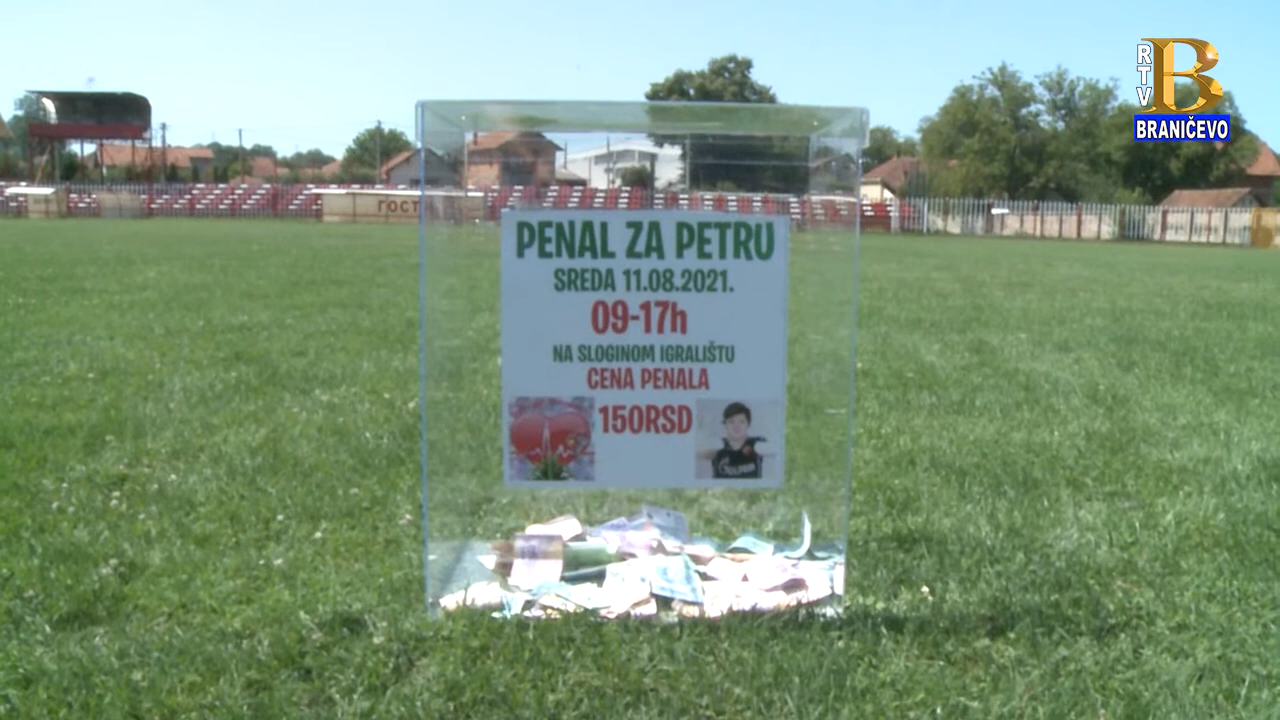 RTV
B
BRANIČEVO
ГОСТ
PENAL ZA PETRU
SREDA 11.08.2021.
09-17h
NA SLOGINOM IGRALIŠTU
CENA PENALA
150RSD